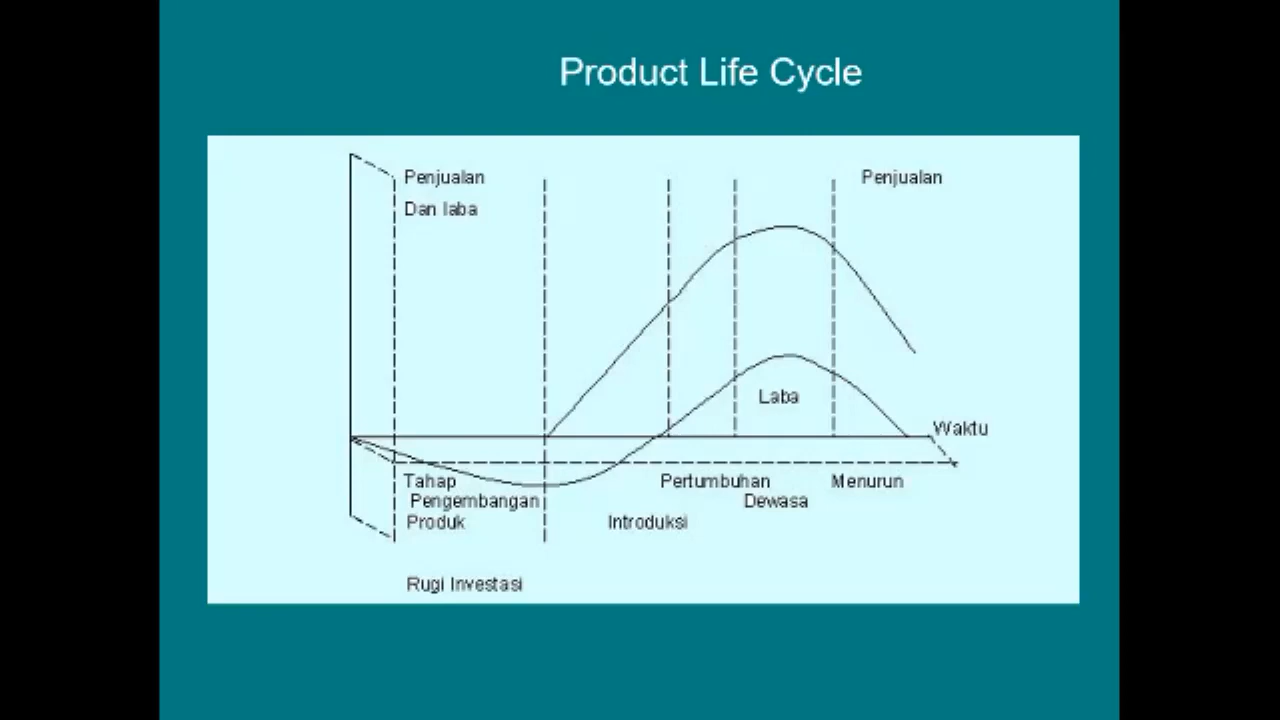 Product Life Cycle
Penjualan
Dan laba
Penjualan
Laba
Waktu
Tahap
Pengembangan
Produk
Pertumbuhan
Dewasa
Menurun
Introduksi
Rugi Investasi